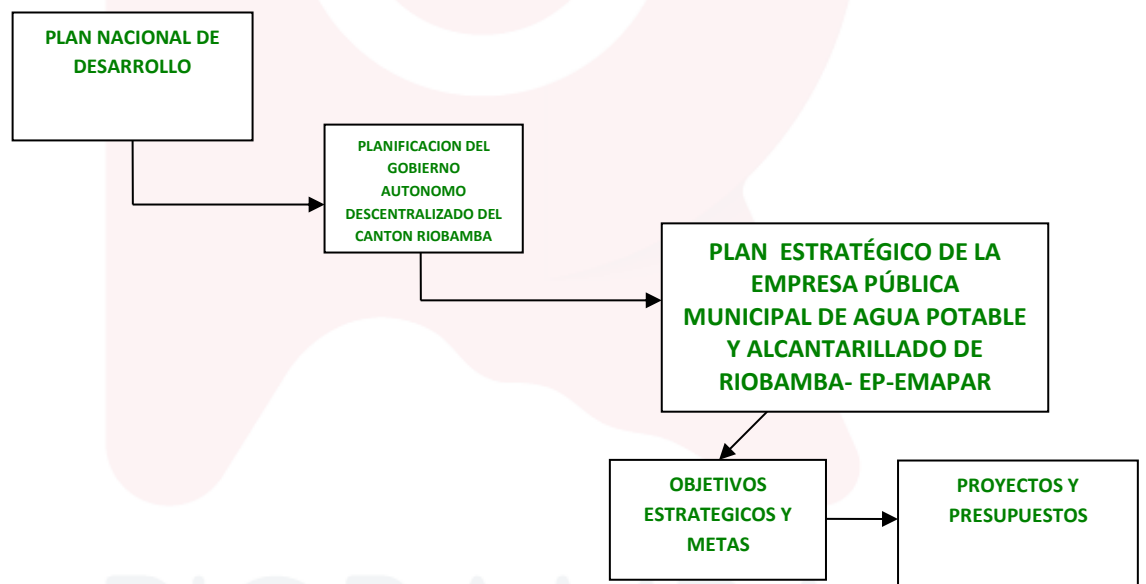 PLAN NACIONAL DE
DESARROLLO
PLANIFICACION DEL
GOBIERNO
AUTONOMO
DESCENTRALIZADO DEL
CANTON RIOBAMBA
PLAN ESTRATÉGICO DE LA
EMPRESA PÚBLICA
MUNICIPAL DE AGUA POTABLE
Y ALCANTARILLADO DE
RIOBAMBA- EP-EMAPAR
OBJETIVOS
ESTRATEGICOS Y
METAS
PROYECTOS Y
PRESUPUESTOS